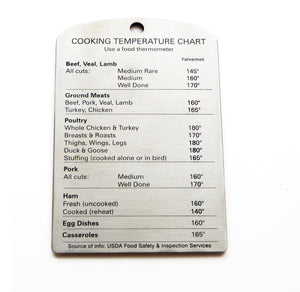 COOKING TEMPERATURE CHART
Use a food thermometer
Fahrenheit
Beef, Veal, Lamb
All cuts: Medium Rare 145°
Medium 160°
Well Done 170°
Ground Meats
Beef, Pork, Veal, Lamb 160°
Turkey, Chicken 165°
Poultry
Whole Chicken & Turkey 180°
Breasts & Roasts 170°
Thighs, Wings, Legs 180°
Duck & Goose 180°
Stuffing (cooked alone or in bird) 165°
Pork
All cuts: Medium 160°
Well Done 170°
Ham
Fresh (uncooked) 160°
Cooked (reheat) 140°
Egg Dishes 160°
Casseroles 165°
Source of info: USDA Food Safety & Inspection Services